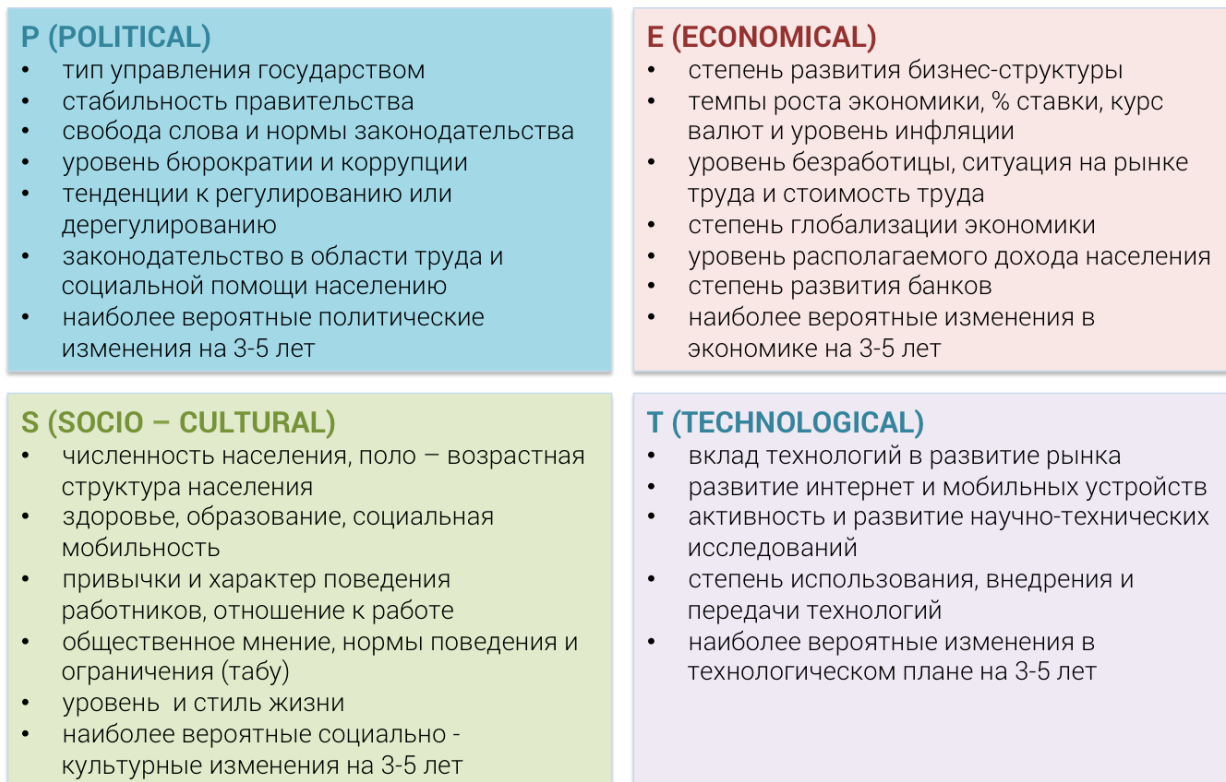 P (POLITICAL)
• тип управления государством
• стабильность правительства
• свобода слова и нормы законодательства
• уровень бюрократии и коррупции
• тенденции к регулированию или
дерегулированию
• законодательство в области труда и
социальной помощи населению
• наиболее вероятные политические
изменения на 3-5 лет
E (ECONOMICAL)
• степень развития бизнес-структуры
• темпы роста экономики, % ставки, курс
валют и уровень инфляции
• уровень безработицы, ситуация на рынке
труда и стоимость труда
• степень глобализации экономики
• уровень располагаемого дохода населения
• степень развития банков
• наиболее вероятные изменения в
экономике на 3-5 лет
S (SOCIO – CULTURAL)
• численность населения, поло – возрастная
структура населения
• здоровье, образование, социальная
мобильность
• привычки и характер поведения
работников, отношение к работе
• общественное мнение, нормы поведения и
ограничения (табу)
• уровень и стиль жизни
• наиболее вероятные социально -
культурные изменения на 3-5 лет
T (TECHNOLOGICAL)
• вклад технологий в развитие рынка
• развитие интернет и мобильных устройств
• активность и развитие научно-технических
исследований
• степень использования, внедрения и
передачи технологий
• наиболее вероятные изменения в
технологическом плане на 3-5 лет